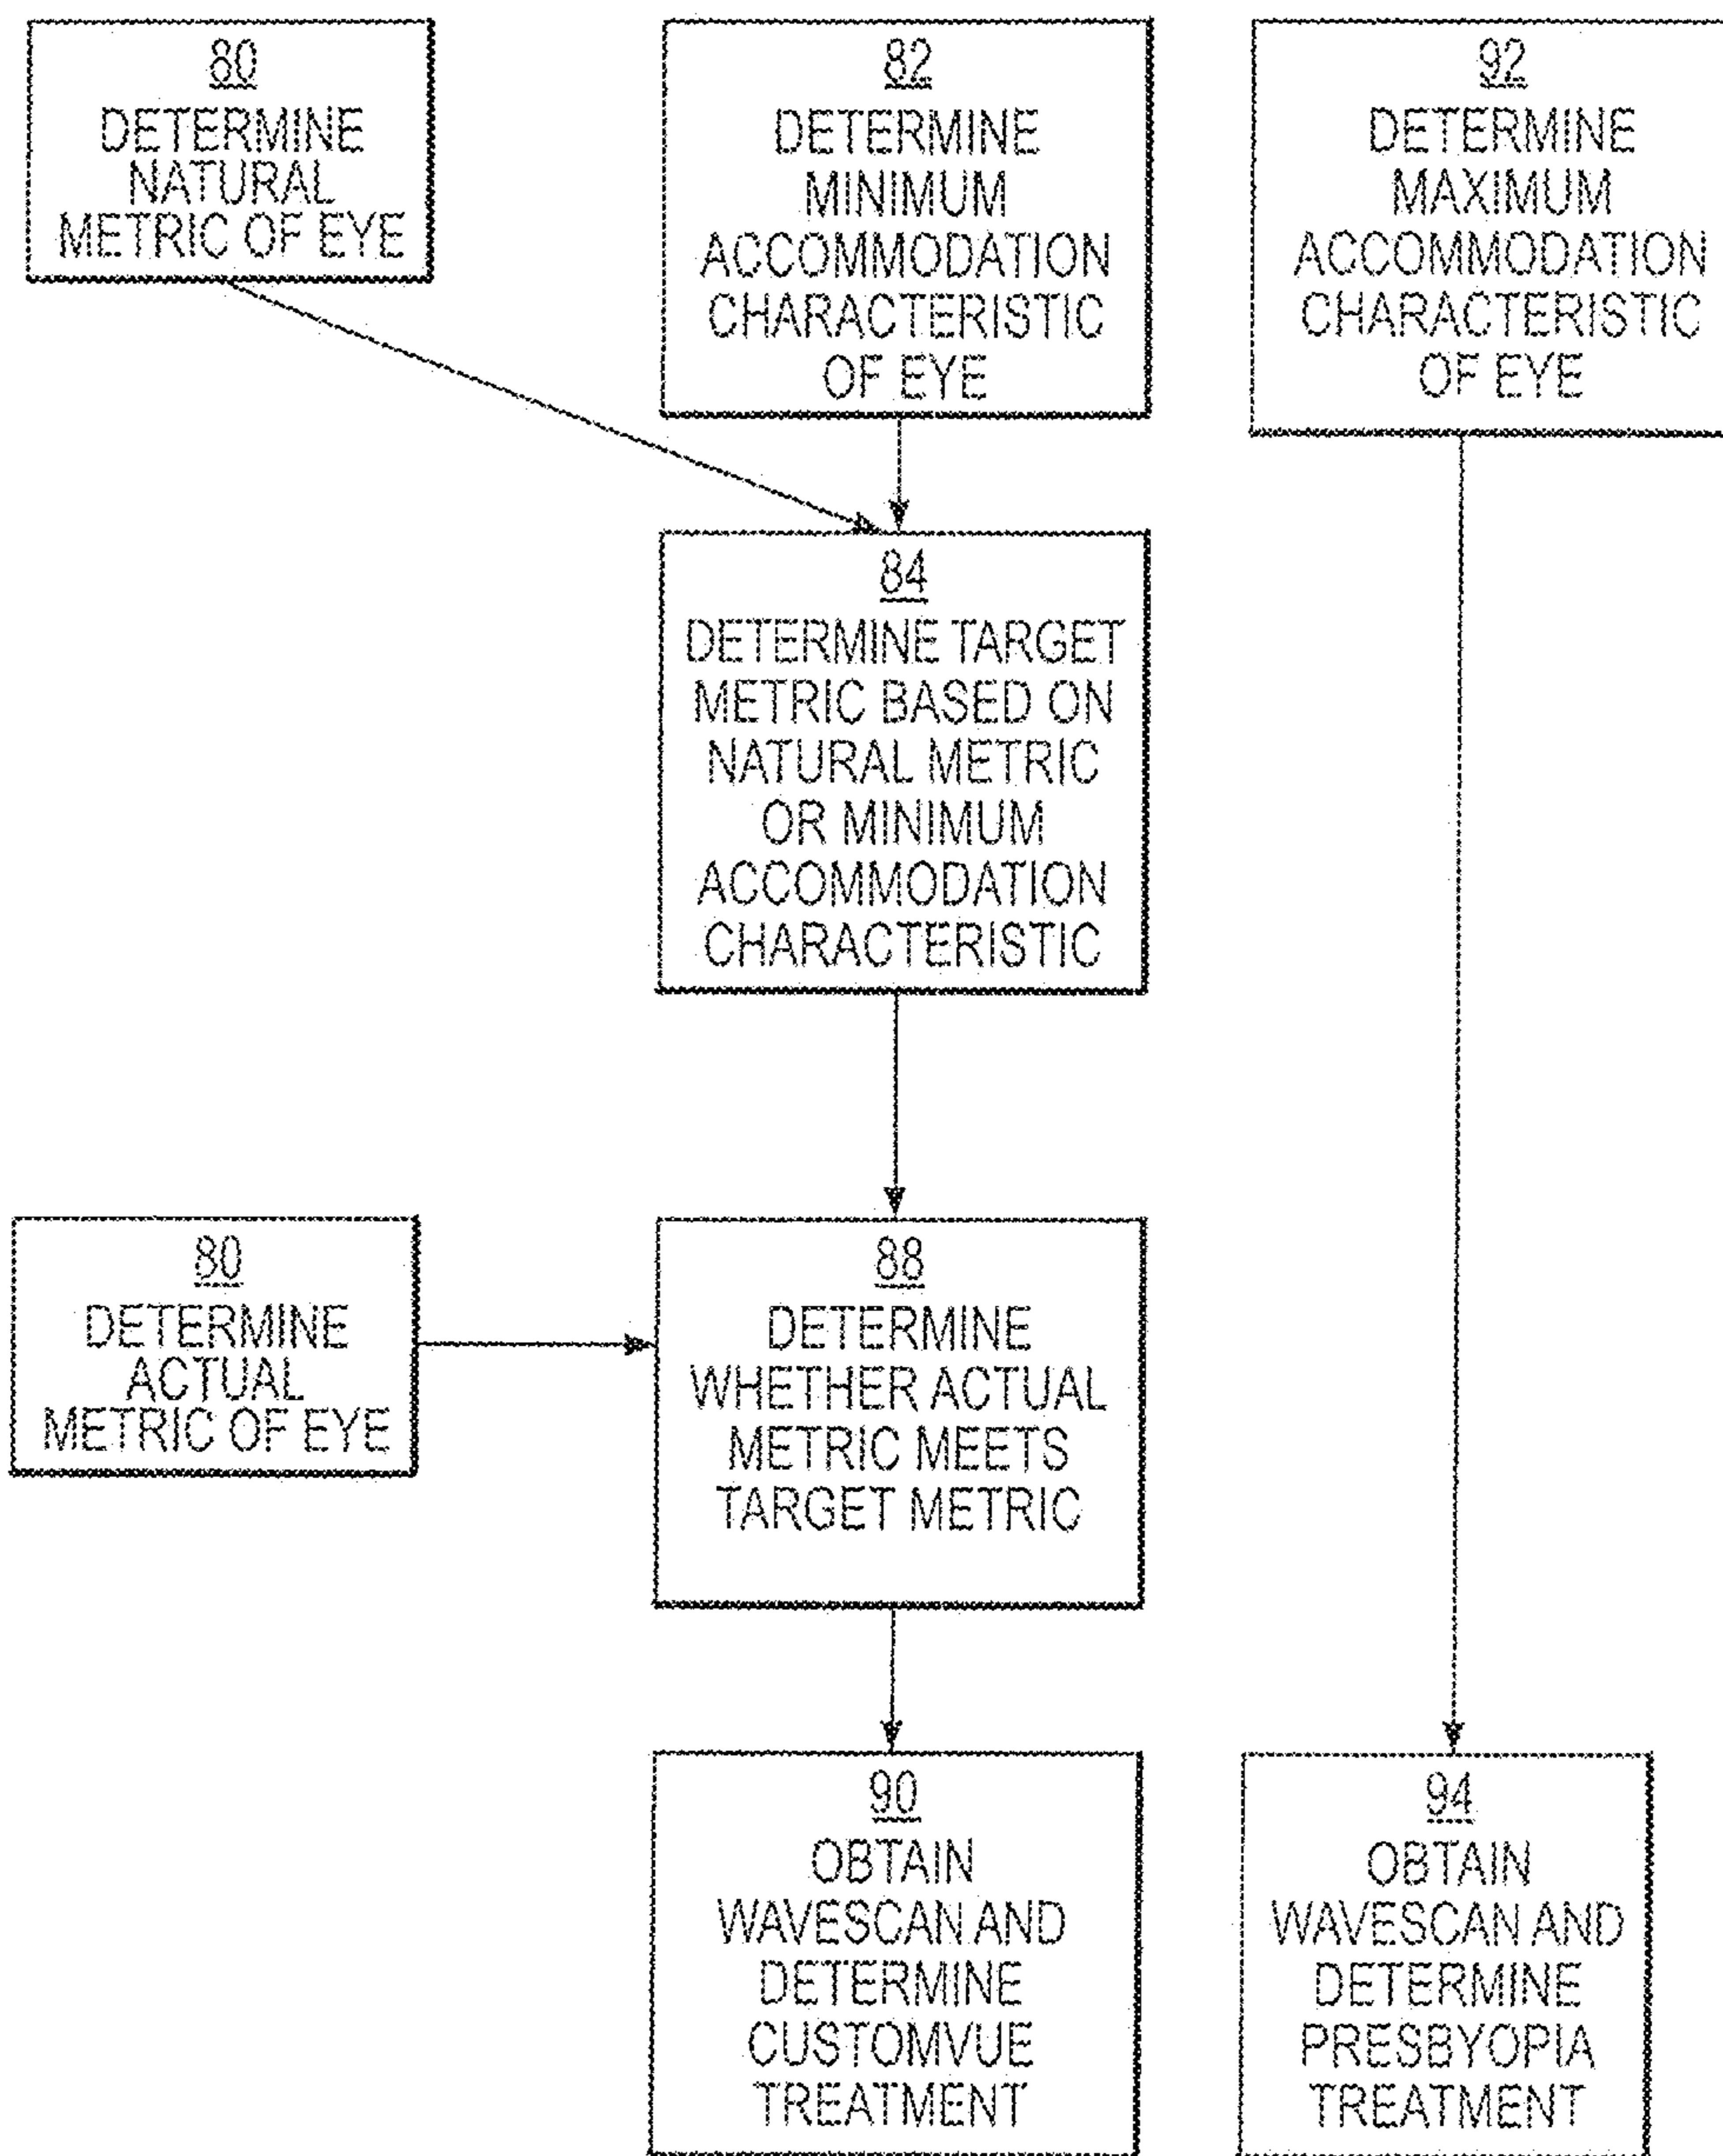 80
DETERMINE
NATURAL
METRIC OF EYE
82
DETERMINE
MINIMUM
ACCOMMODATION
CHARACTERISTIC
OF EYE
92
DETERMINE
MAXIMUM
ACCOMMODATION
CHARACTERISTIC
OF EYE
84
DETERMINE TARGET
METRIC BASED ON
NATURAL METRIC
OR MINIMUM
ACCOMMODATION
CHARACTERISTIC
80
DETERMINE
ACTUAL
METRIC OF EYE
88
DETERMINE
WHETHER ACTUAL
METRIC MEETS
TARGET METRIC
90
OBTAIN
WAVESCAN AND
DETERMINE
CUSTOMVUE
TREATMENT
94
OBTAIN
WAVESCAN AND
DETERMINE
PRESBYOPIA
TREATMENT